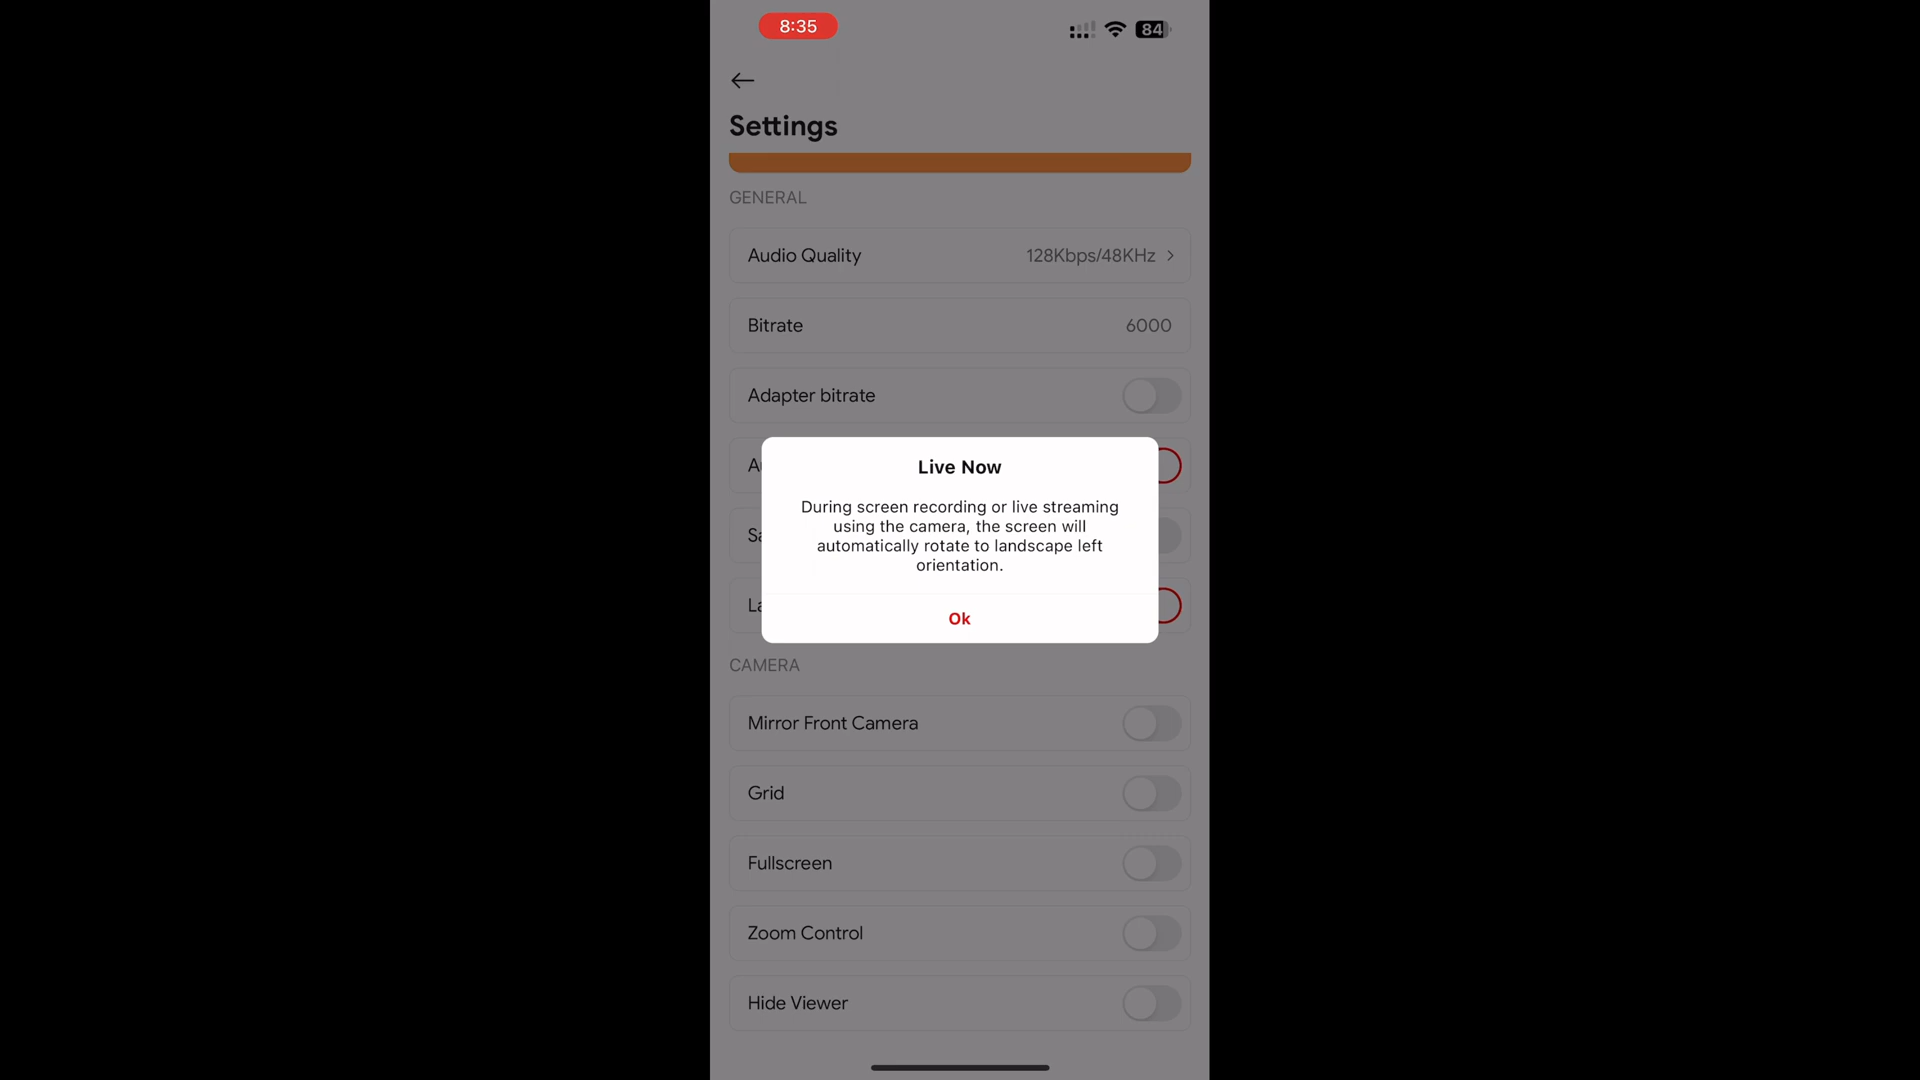 8:35
84
Settings
GENERAL
Audio Quality 128Kbps/48KHz
Bitrate 6000
Adapter bitrate
Live Now
During screen recording or live streaming
using the camera, the screen will
automatically rotate to landscape left
orientation.
Ok
CAMERA
Mirror Front Camera
Grid
Fullscreen
Zoom Control
Hide Viewer